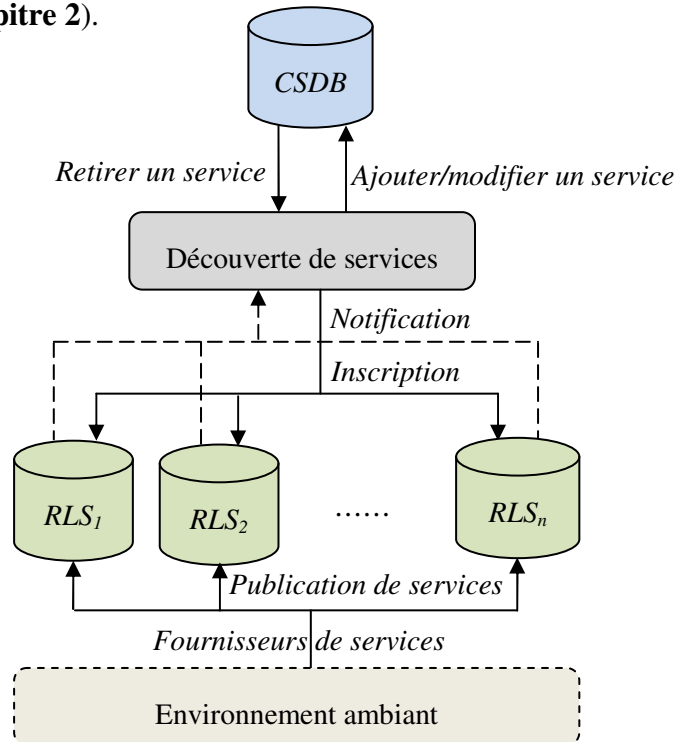 pitre 2).
CSDB
Retirer un service
Ajouter/modifier un service
Découverte de services
Notification
Inscription
RLS1
RLS2
……
RLSn
Publication de services
Fournisseurs de services
Environnement ambiant